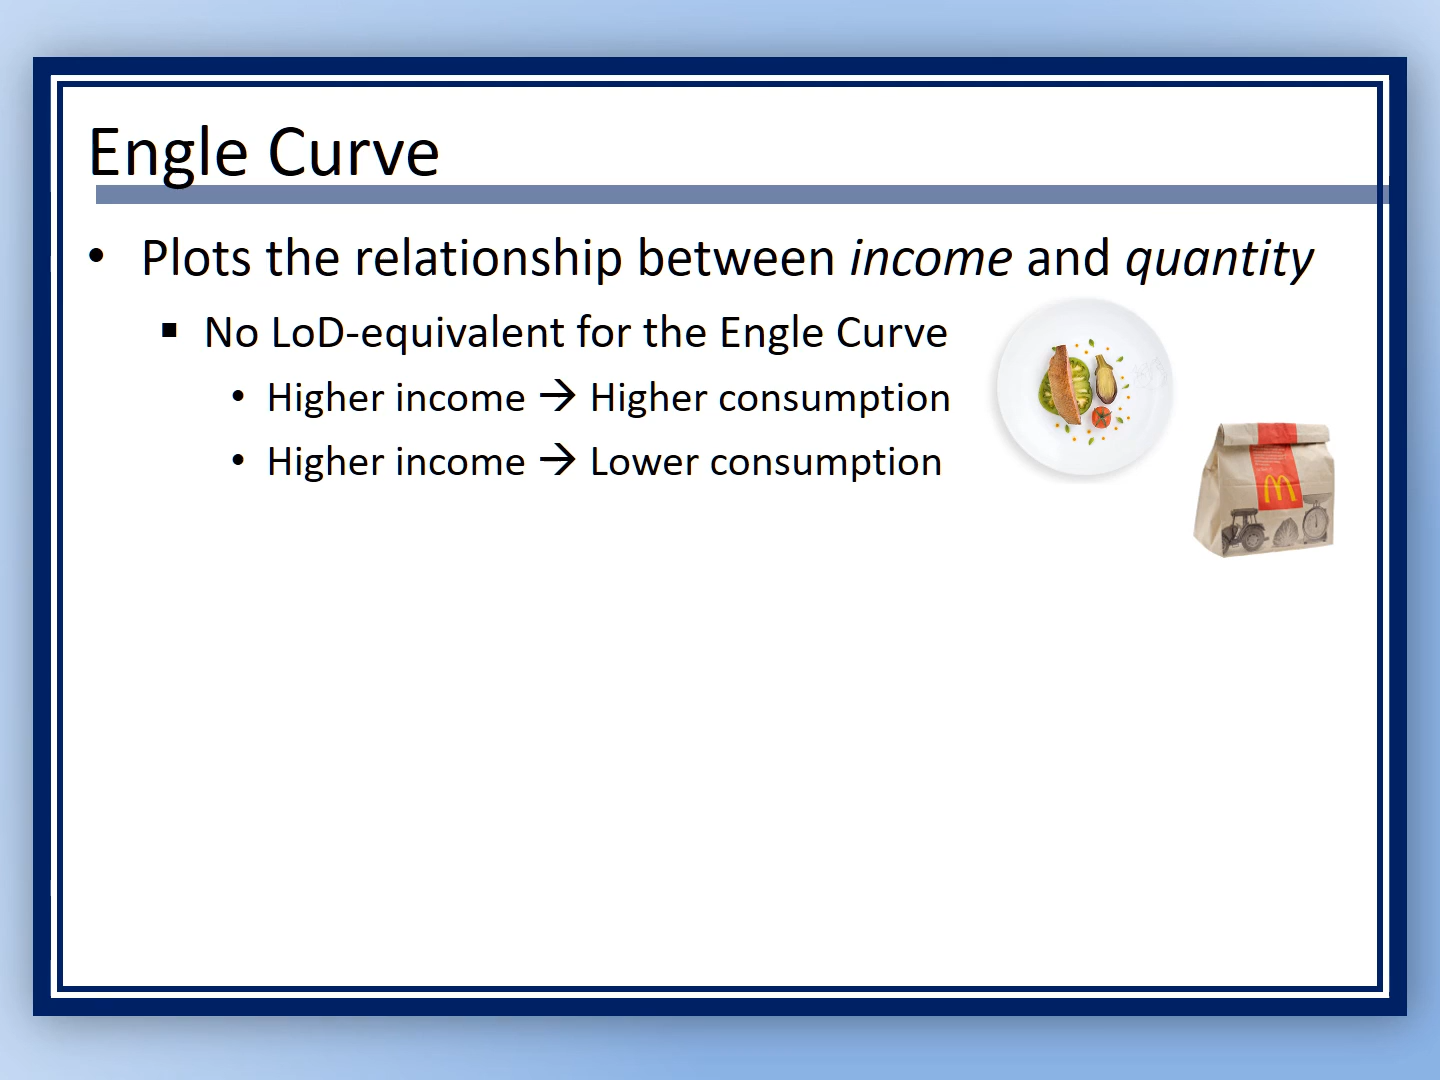 Engle Curve
• Plots the relationship between income and quantity
▪ No LoD-equivalent for the Engle Curve
• Higher income → Higher consumption
• Higher income → Lower consumption